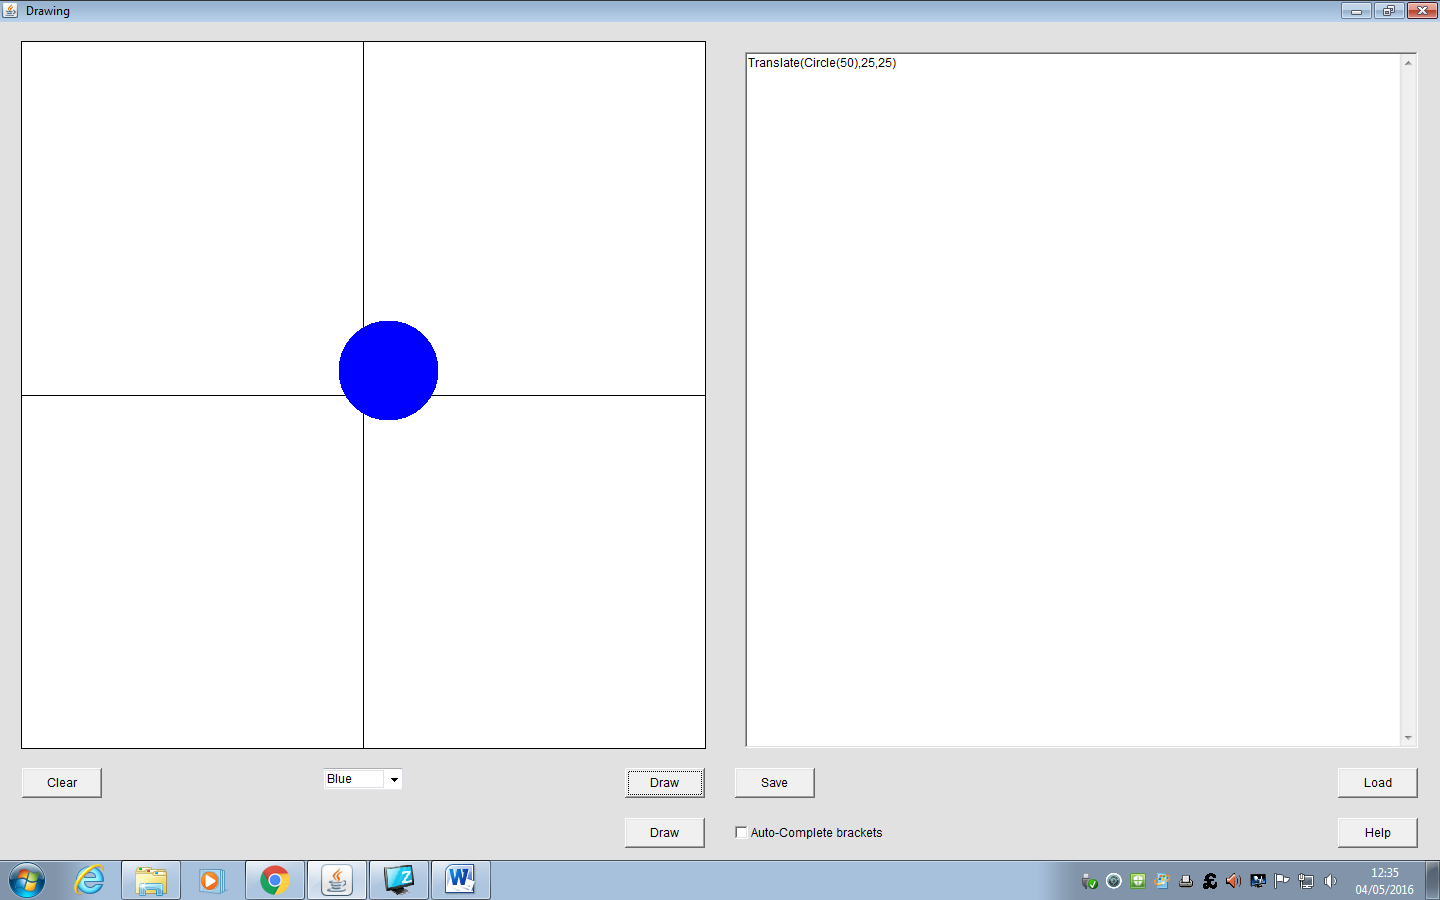 Drawing
Translate(Circle(50),25,25)
Clear
Blue
Draw
Save
Load
Draw
Auto-Complete brackets
Help
12:35
04/05/2016